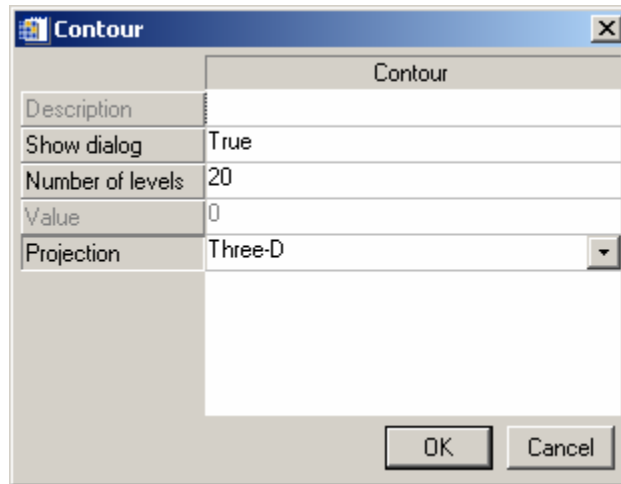 Contour
Contour
Description
Show dialog True
Number of levels 20
Value 0
Projection Three-D
OK Cancel